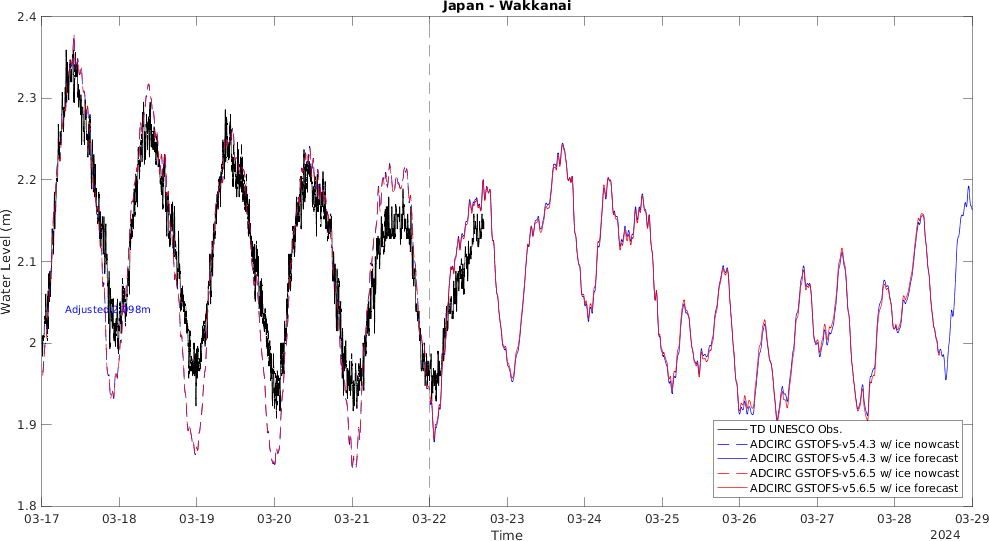 Japan - Wakkanai
Water Level (m)
2.4
2.3
2.2
2.1
2
1.9
1.8
Adjusted 2.098m
TD UNESCO Obs.
ADCIRC GSTOFS-v5.4.3 w/ ice nowcast
ADCIRC GSTOFS-v5.4.3 w/ ice forecast
ADCIRC GSTOFS-v5.6.5 w/ ice nowcast
ADCIRC GSTOFS-v5.6.5 w/ ice forecast
03-17 03-18 03-19 03-20 03-21 03-22 03-23 03-24 03-25 03-26 03-27 03-28 03-29
Time
2024